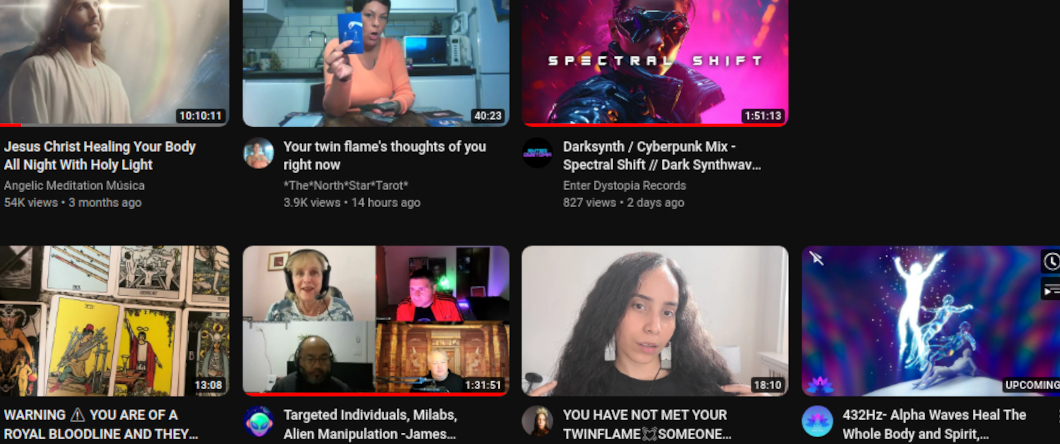 SPECTRAL SHIFT
10:10:11
40:23
1:51:13
Jesus Christ Healing Your Body
All Night With Holy Light
Angelic Meditation Música
54K views • 3 months ago
Your twin flame's thoughts of you
right now
*The*North*Star*Tarot*
3.9K views • 14 hours ago
Darksynth / Cyberpunk Mix -
Spectral Shift // Dark Synthwav...
Enter Dystopia Records
827 views • 2 days ago
13:08
1:31:51
18:10
UPCOMING
WARNING ⚠ YOU ARE OF A
ROYAL BLOODLINE AND THEY...
Targeted Individuals, Milabs,
Alien Manipulation -James...
YOU HAVE NOT MET YOUR
TWINFLAME💥SOMEONE...
432Hz- Alpha Waves Heal The
Whole Body and Spirit,...